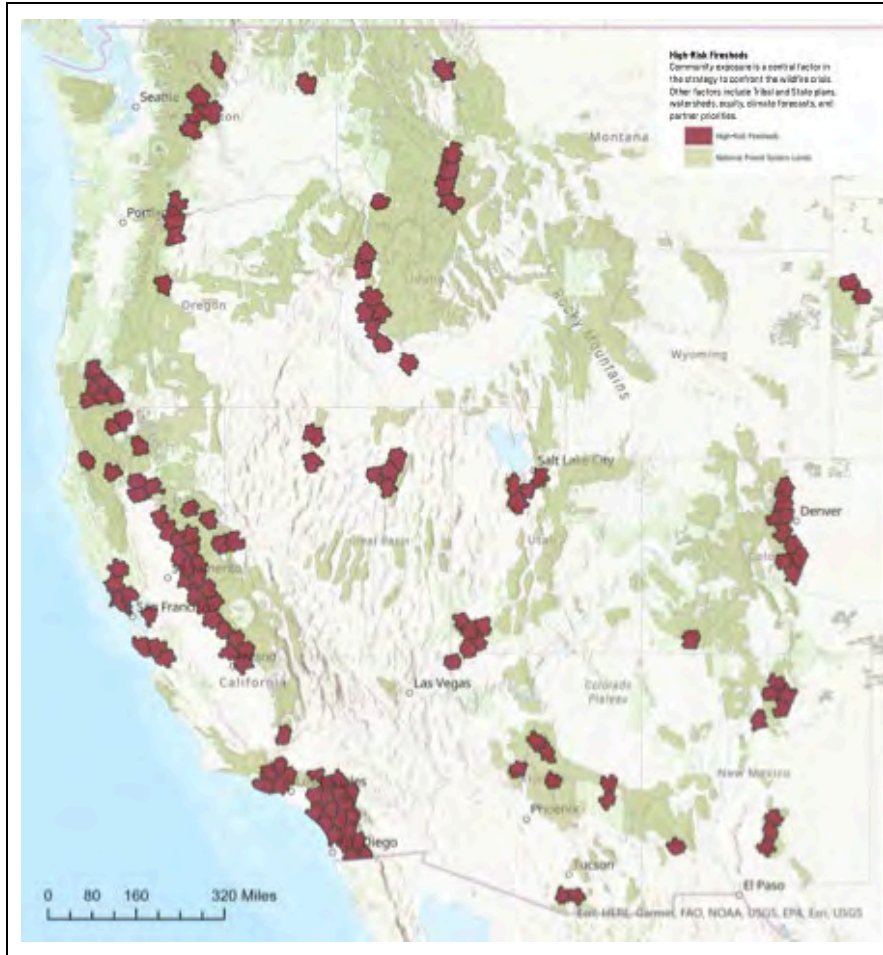 High-Risk Firesheds
Community exposure is a central factor in
the strategy to confront the wildfire crisis.
Other factors include Tribal and State plans,
watersheds, equity, climate forecasts, and
partner priorities.
High-Risk Firesheds
National Forest System Lands
Seattle
Montana
Oregon
Idaho
ROCKY MOUNTAINS
Wyoming
Salt Lake City
Great Basin
Utah
Denver
San Franc
California
Las Vegas
Colorado
Plateau
New Mexico
Phoenix
Diego
Tucson
El Paso
0 80 160 320 Miles
Esri, HERE, Garmin, FAO, NOAA, USGS, EPA, Esri, USGS